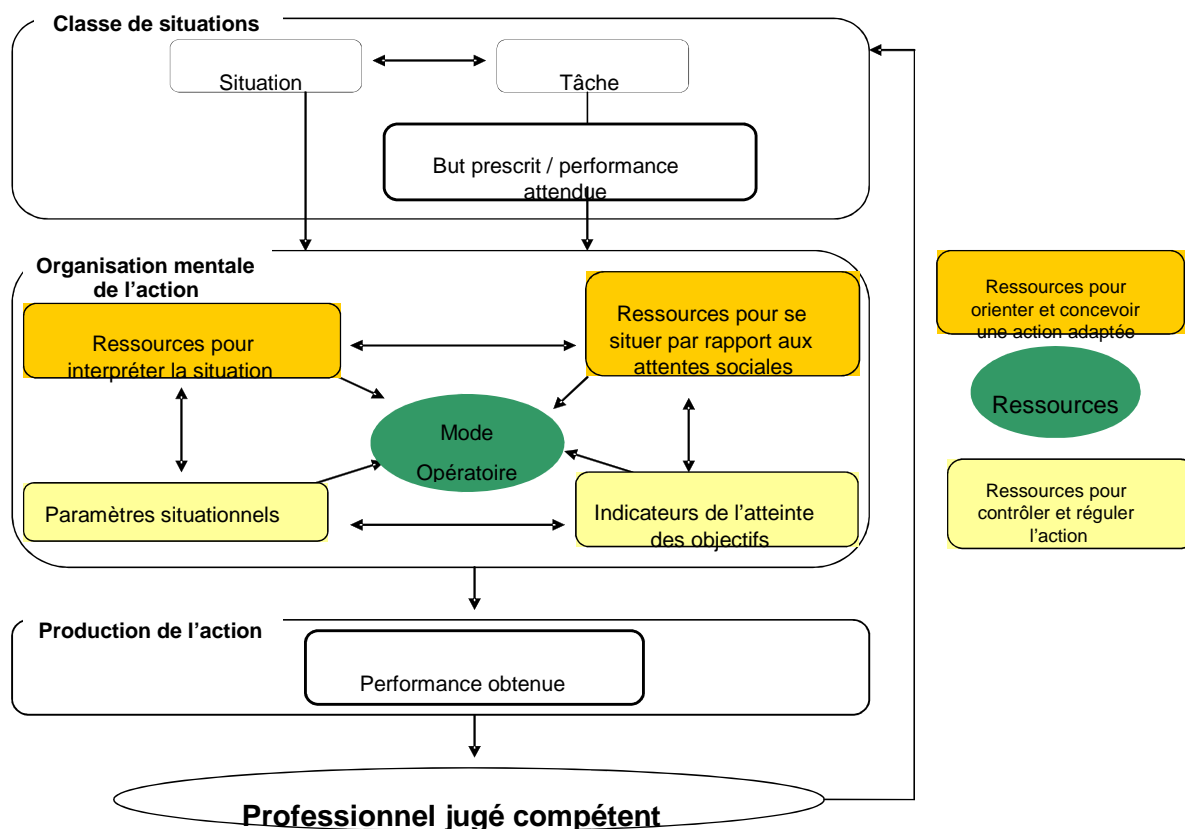 Classe de situations
Situation
Tâche
But prescrit / performance
attendue
Organisation mentale
de l’action
Ressources pour
interpréter la situation
Ressources pour se
situer par rapport aux
attentes sociales
Mode
Opératoire
Paramètres situationnels
Indicateurs de l’atteinte
des objectifs
Ressources pour
orienter et concevoir
une action adaptée
Ressources
Ressources pour
contrôler et réguler
l’action
Production de l’action
Performance obtenue
Professionnel jugé compétent